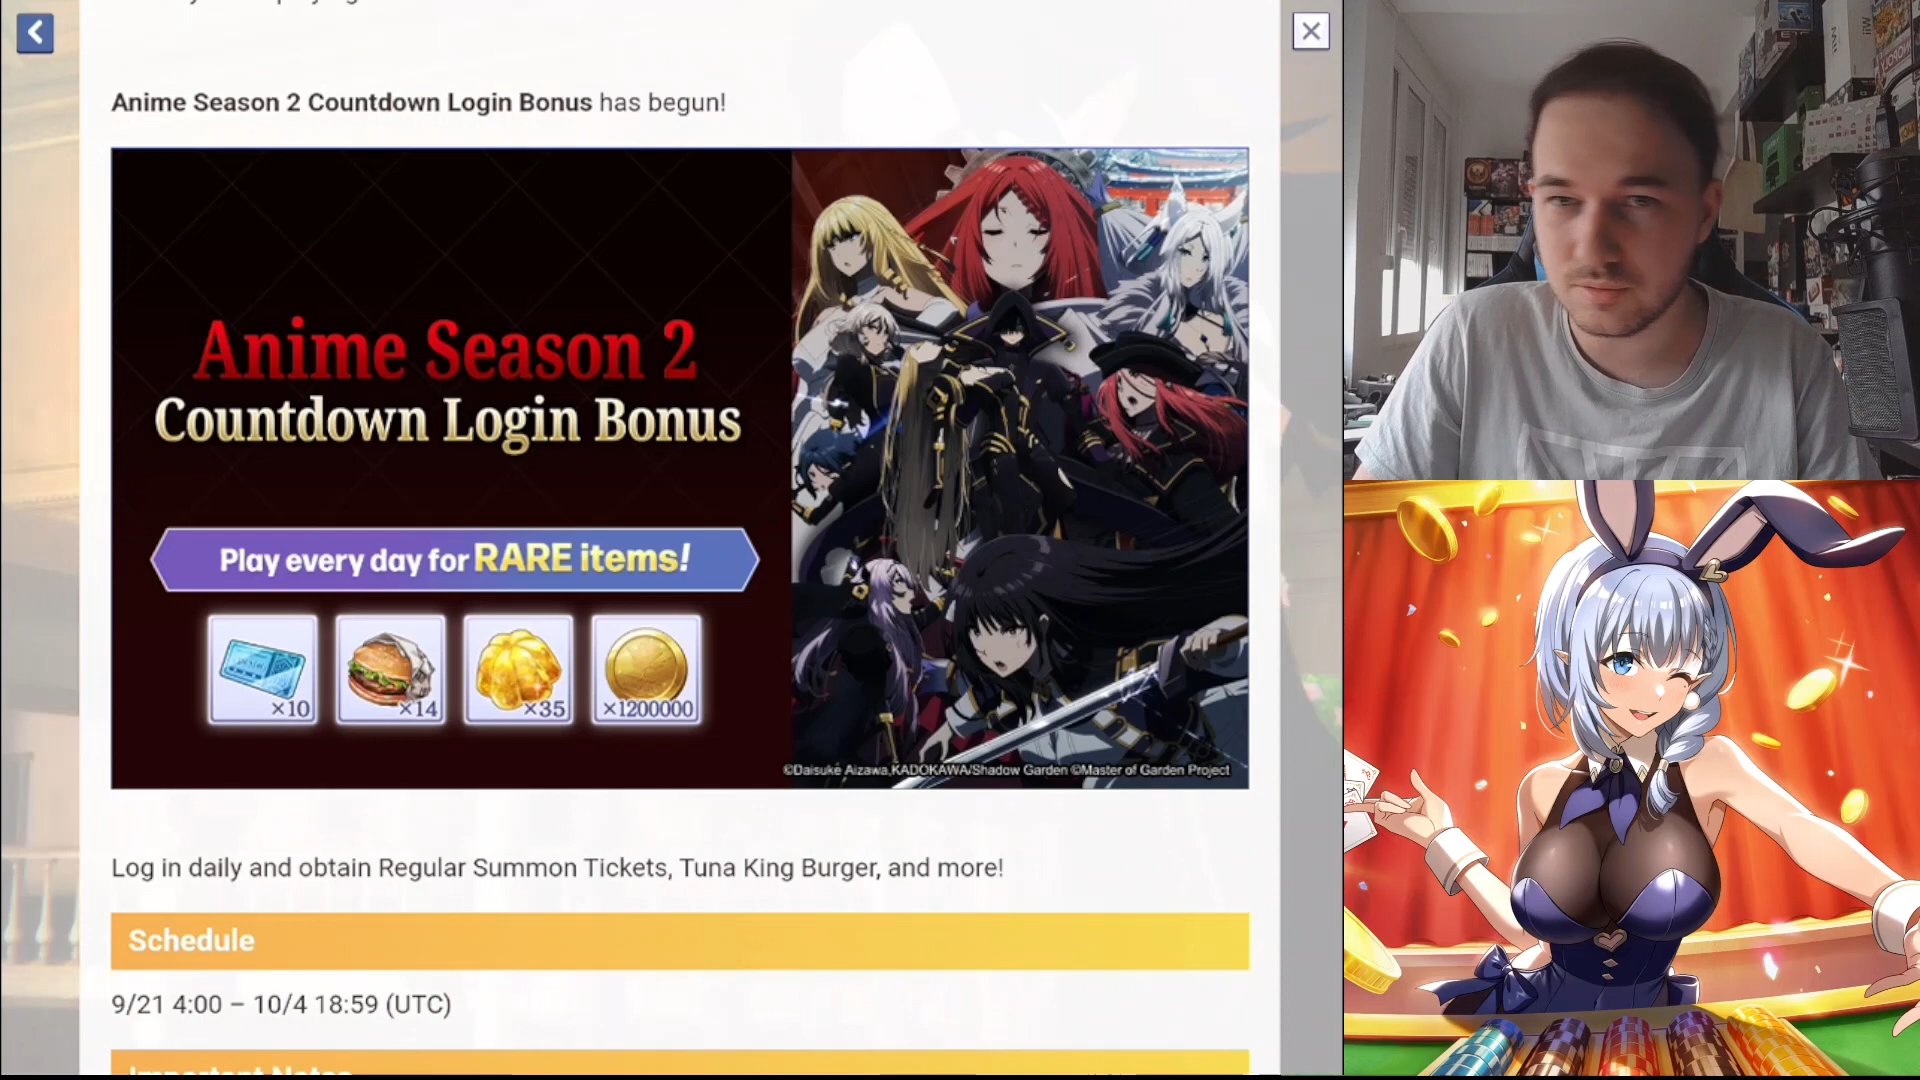 Anime Season 2 Countdown Login Bonus has begun!
Anime Season 2
Countdown Login Bonus
Play every day for RARE items!
×10
×14
×35
×1200000
©Daisuke Aizawa,KADOKAWA/Shadow Garden ©Master of Garden Project
Log in daily and obtain Regular Summon Tickets, Tuna King Burger, and more!
Schedule
9/21 4:00 – 10/4 18:59 (UTC)
Important Notes